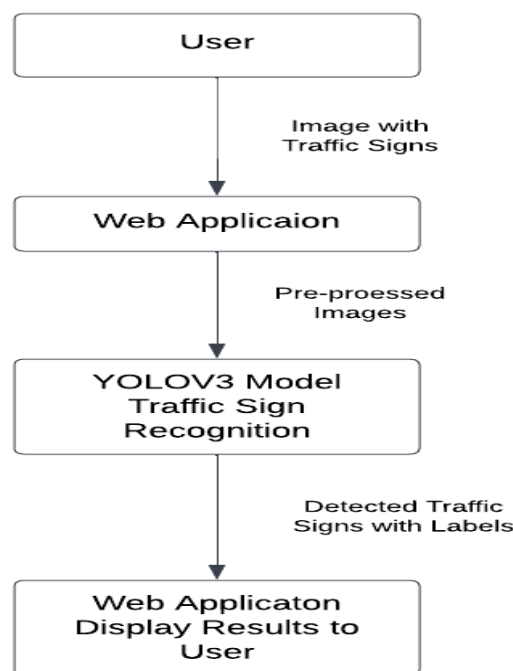 User
Image with
Traffic Signs
Web Applicaion
Pre-proessed
Images
YOLOV3 Model
Traffic Sign
Recognition
Detected Traffic
Signs with Labels
Web Applicaton
Display Results to
User